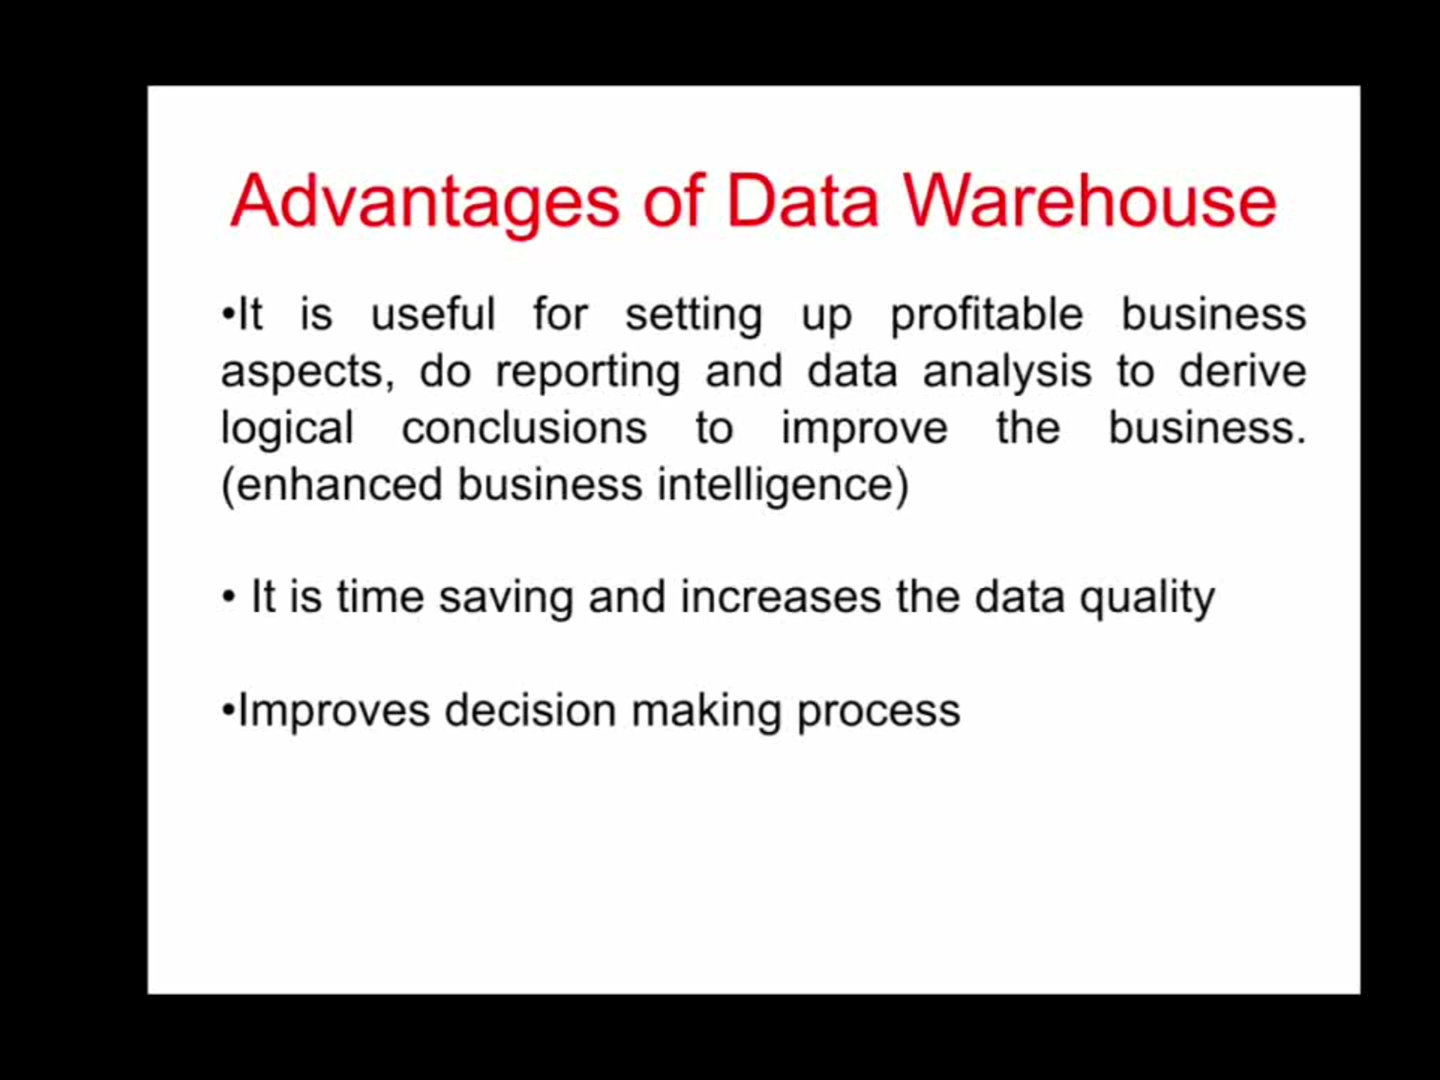 Advantages of Data Warehouse
•It is useful for setting up profitable business
aspects, do reporting and data analysis to derive
logical conclusions to improve the business.
(enhanced business intelligence)
• It is time saving and increases the data quality
•Improves decision making process